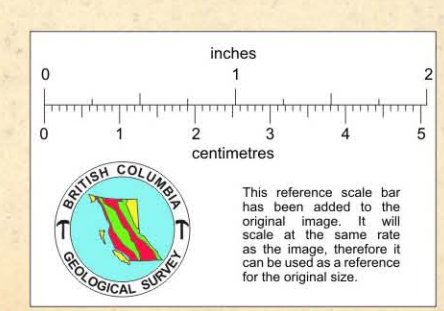 inches
0 1 2
0 1 2 3 4 5
centimetres
BRITISH COLUMBIA
GEOLOGICAL SURVEY
This reference scale bar
has been added to the
original image. It will
scale at the same rate
as the image, therefore it
can be used as a reference
for the original size.